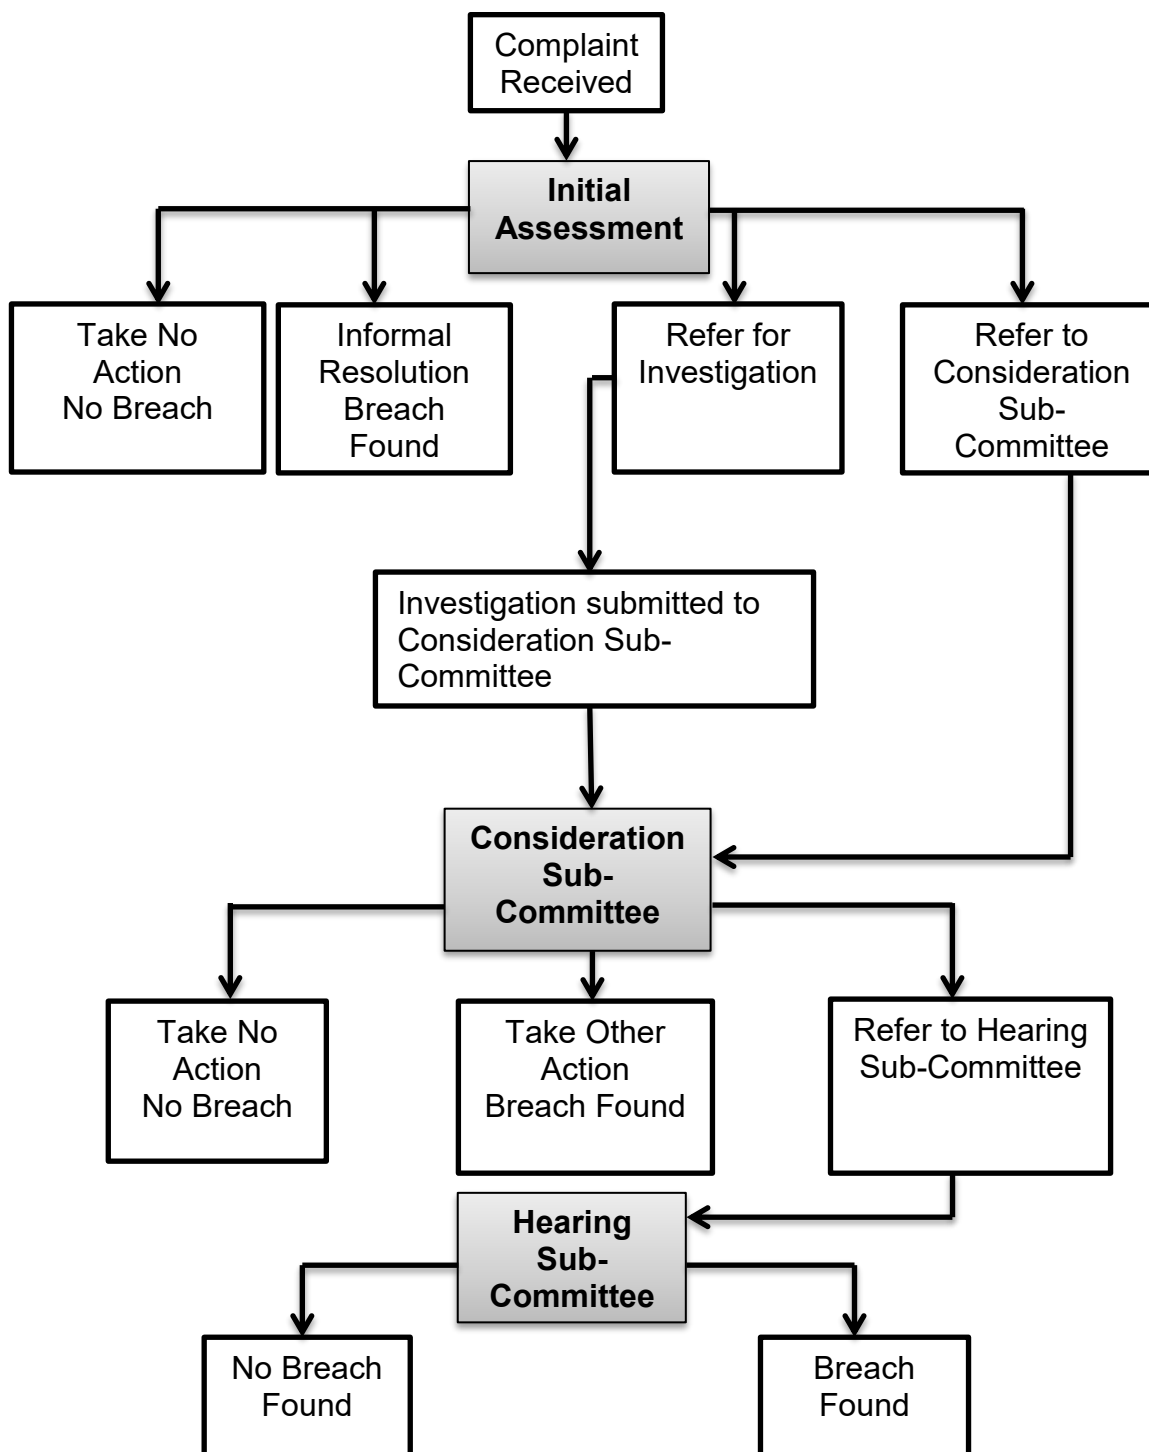 Complaint
Received
Initial
Assessment
Take No
Action
No Breach
Informal
Resolution
Breach
Found
Refer for
Investigation
Refer to
Consideration
Sub-
Committee
Investigation submitted to
Consideration Sub-
Committee
Consideration
Sub-
Committee
Take No
Action
No Breach
Take Other
Action
Breach Found
Refer to Hearing
Sub-Committee
Hearing
Sub-
Committee
No Breach
Found
Breach
Found